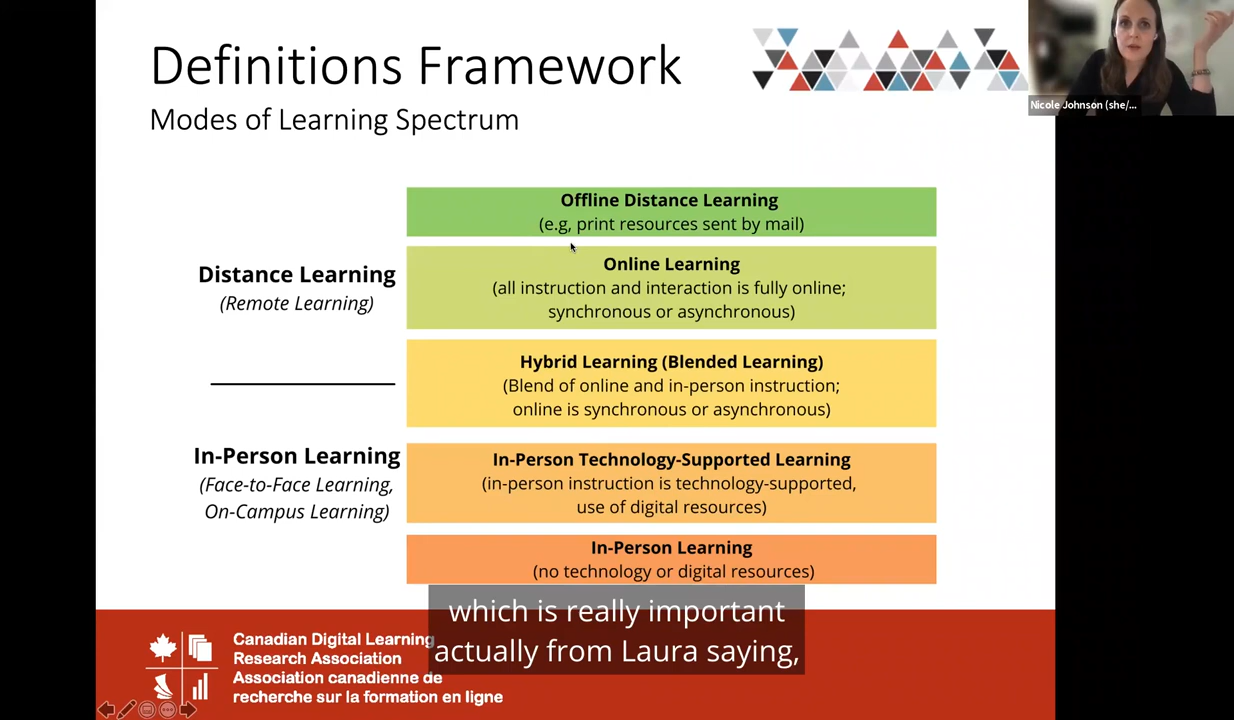 Definitions Framework
Modes of Learning Spectrum
Nicole Johnson (she/...
Offline Distance Learning
(e.g, print resources sent by mail)
Distance Learning
(Remote Learning)
Online Learning
(all instruction and interaction is fully online;
synchronous or asynchronous)
Hybrid Learning (Blended Learning)
(Blend of online and in-person instruction;
online is synchronous or asynchronous)
In-Person Learning
(Face-to-Face Learning,
On-Campus Learning)
In-Person Technology-Supported Learning
(in-person instruction is technology-supported,
use of digital resources)
In-Person Learning
(no technology or digital resources)
which is really important
actually from Laura saying,
Canadian Digital Learning
Research Association
Association canadienne de
recherche sur la formation en ligne